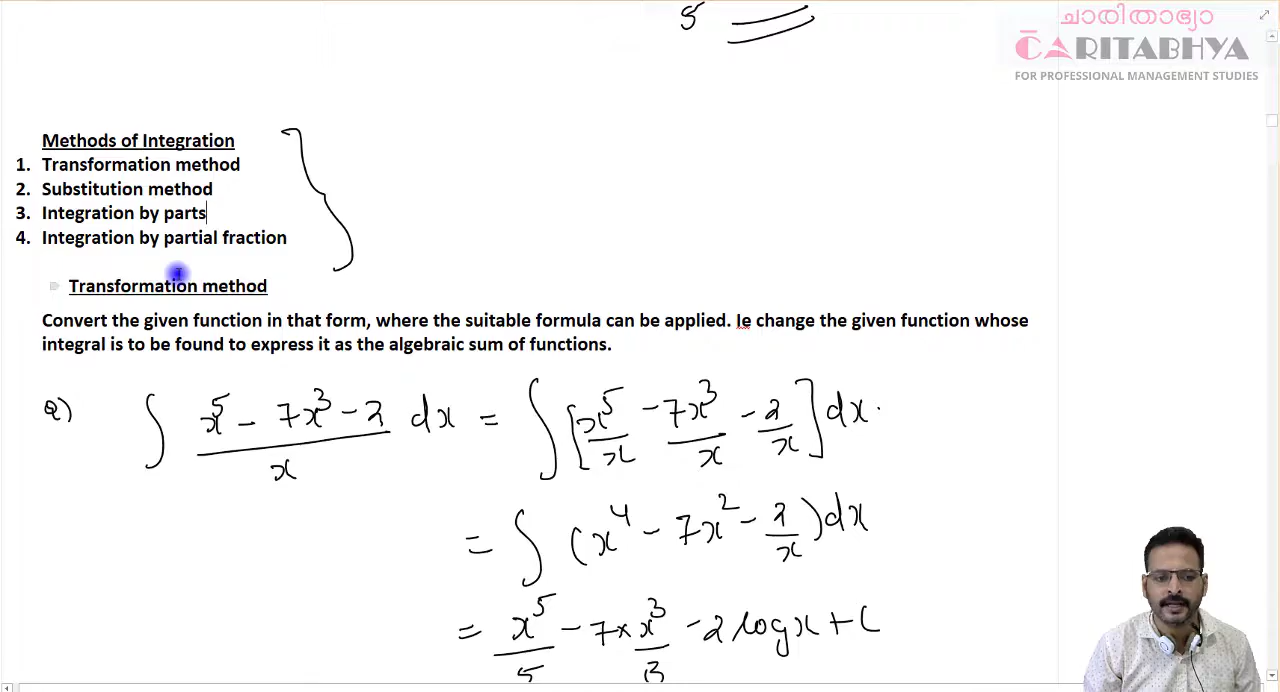 5
ചാരിതാഭ്യാ
CARITABHYA
FOR PROFESSIONAL MANAGEMENT STUDIES
Methods of Integration
1. Transformation method
2. Substitution method
3. Integration by parts
4. Integration by partial fraction
Transformation method
Convert the given function in that form, where the suitable formula can be applied. Ie change the given function whose
integral is to be found to express it as the algebraic sum of functions.
Q) ∫ (x⁵ - 7x³ - 2)/x dx = ∫ [x⁵/x - 7x³/x - 2/x] dx.
= ∫ (x⁴ - 7x² - 2/x) dx
= x⁵/5 - 7 × x³/3 - 2 log x + C